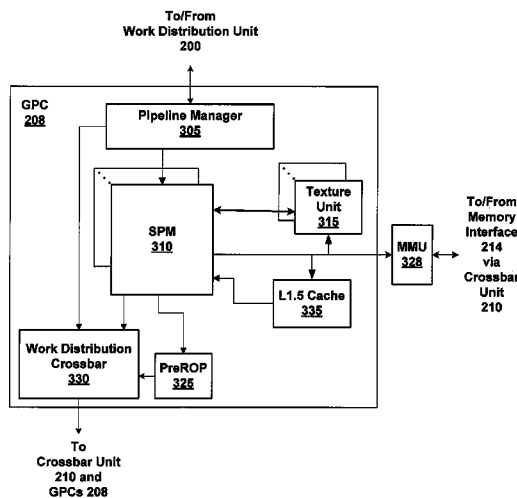 To/From
Work Distribution Unit
200
GPC
208
Pipeline Manager
305
SPM
310
Texture
Unit
315
To/From
Memory
Interface
214
via
Crossbar
Unit
210
MMU
328
L1.5 Cache
335
Work Distribution
Crossbar
330
PreROP
325
To
Crossbar Unit
210 and
GPCs 208